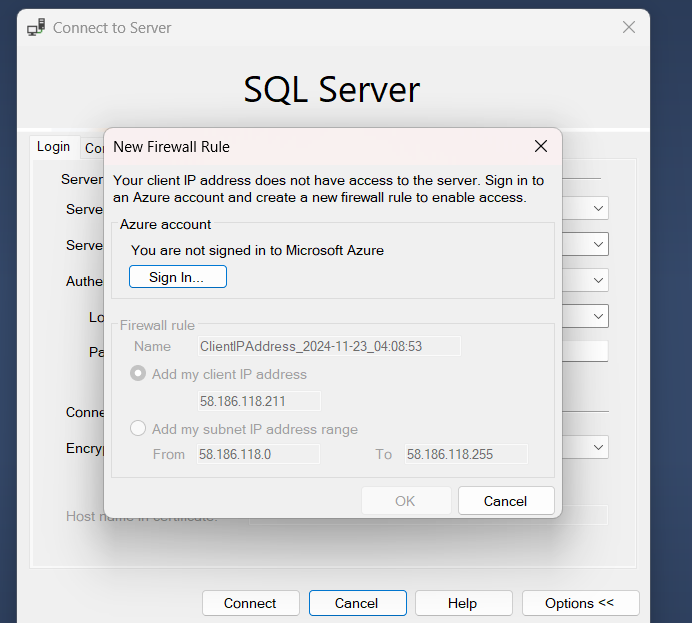 Connect to Server
SQL Server
New Firewall Rule
Login
Your client IP address does not have access to the server. Sign in to
an Azure account and create a new firewall rule to enable access.
Server
Azure account
Serve
You are not signed in to Microsoft Azure
Serve
Sign In...
Authe
Lo
Firewall rule
Name ClientIPAddress_2024-11-23_04:08:53
Pa
Add my client IP address
58.186.118.211
Conne
Add my subnet IP address range
Encry
From 58.186.118.0 To 58.186.118.255
OK Cancel
Host name in certificate:
Connect Cancel Help Options <<